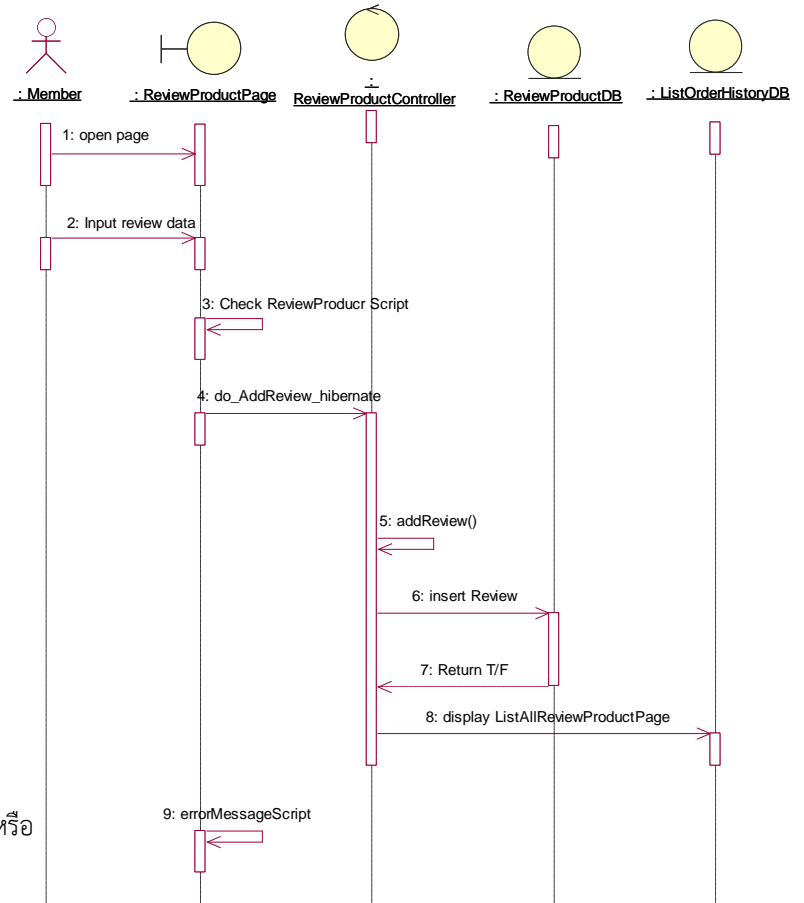 : Member
: ReviewProductPage
:
ReviewProductController
: ReviewProductDB
: ListOrderHistoryDB
1: open page
2: Input review data
3: Check ReviewProducr Script
4: do_AddReview_hibernate
5: addReview()
6: insert Review
7: Return T/F
8: display ListAllReviewProductPage
9: errorMessageScript
หรือ